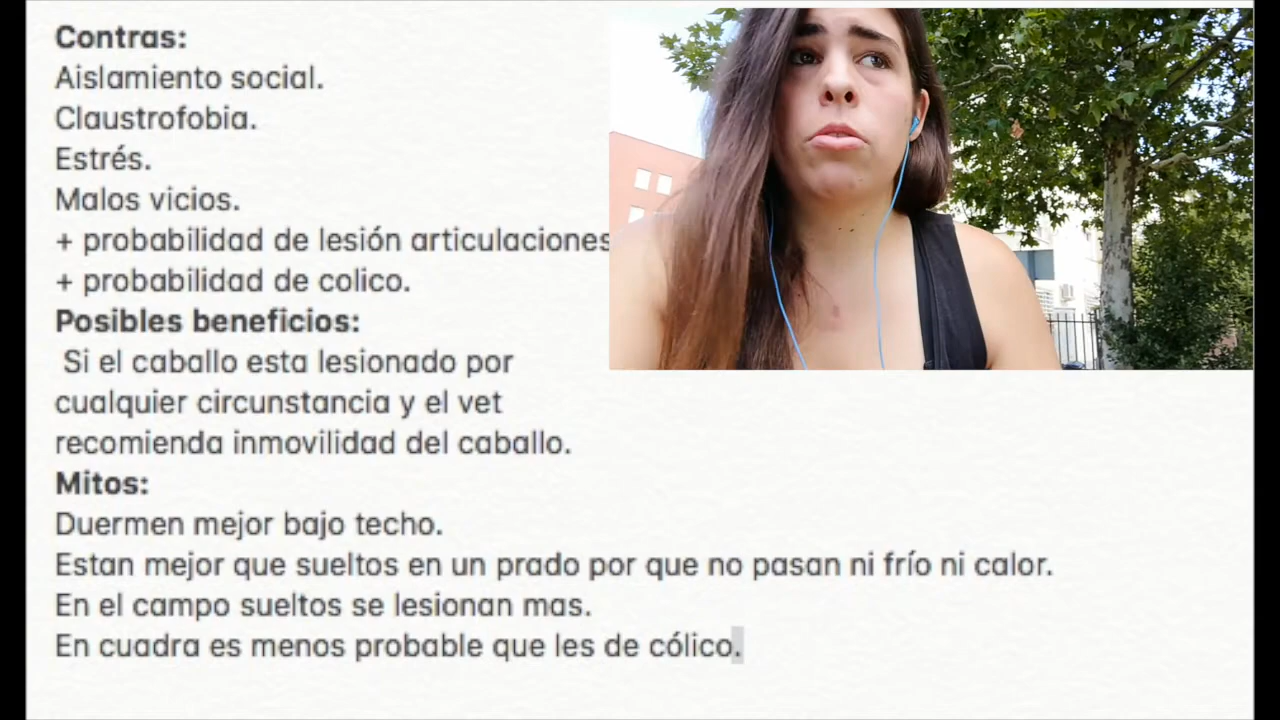 Contras:
Aislamiento social.
Claustrofobia.
Estrés.
Malos vicios.
+ probabilidad de lesión articulaciones
+ probabilidad de colico.
Posibles beneficios:
Si el caballo esta lesionado por
cualquier circunstancia y el vet
recomienda inmovilidad del caballo.
Mitos:
Duermen mejor bajo techo.
Estan mejor que sueltos en un prado por que no pasan ni frío ni calor.
En el campo sueltos se lesionan mas.
En cuadra es menos probable que les de cólico.